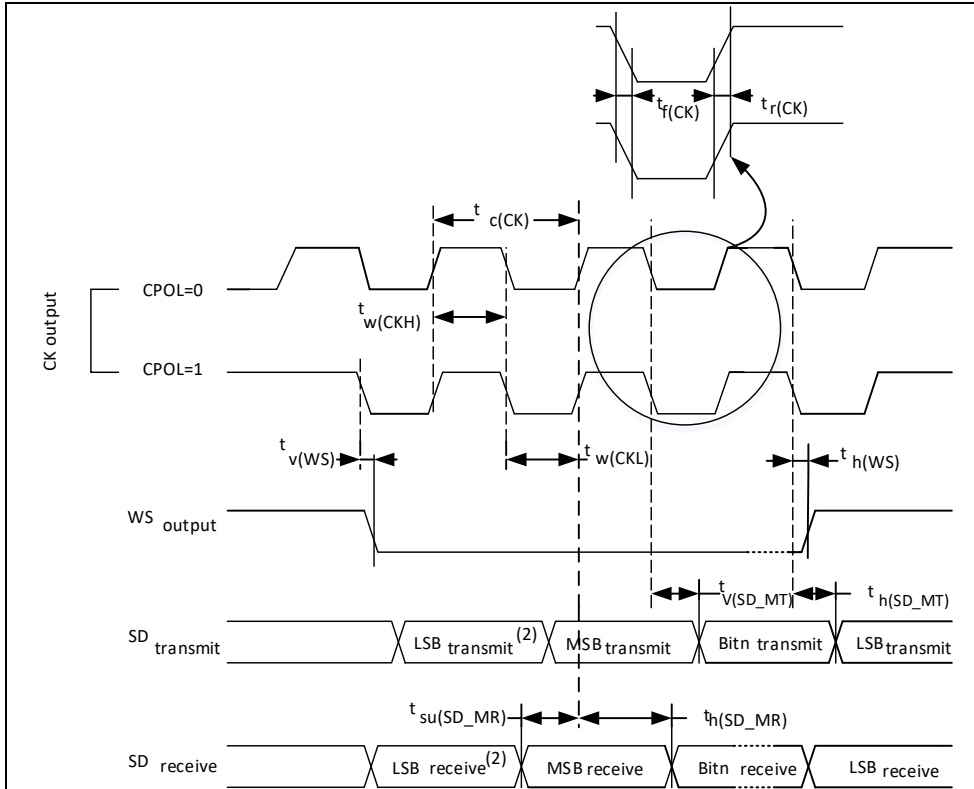 t f(CK)
t r(CK)
t c(CK)
CK output
CPOL=0
t w(CKH)
CPOL=1
t v(WS)
t w(CKL)
t h(WS)
WS output
t V(SD_MT)
t h(SD_MT)
SD transmit
LSB transmit (2)
MSB transmit
Bitn transmit
LSB transmit
t su(SD_MR)
t h(SD_MR)
SD receive
LSB receive (2)
MSB receive
Bitn receive
LSB receive